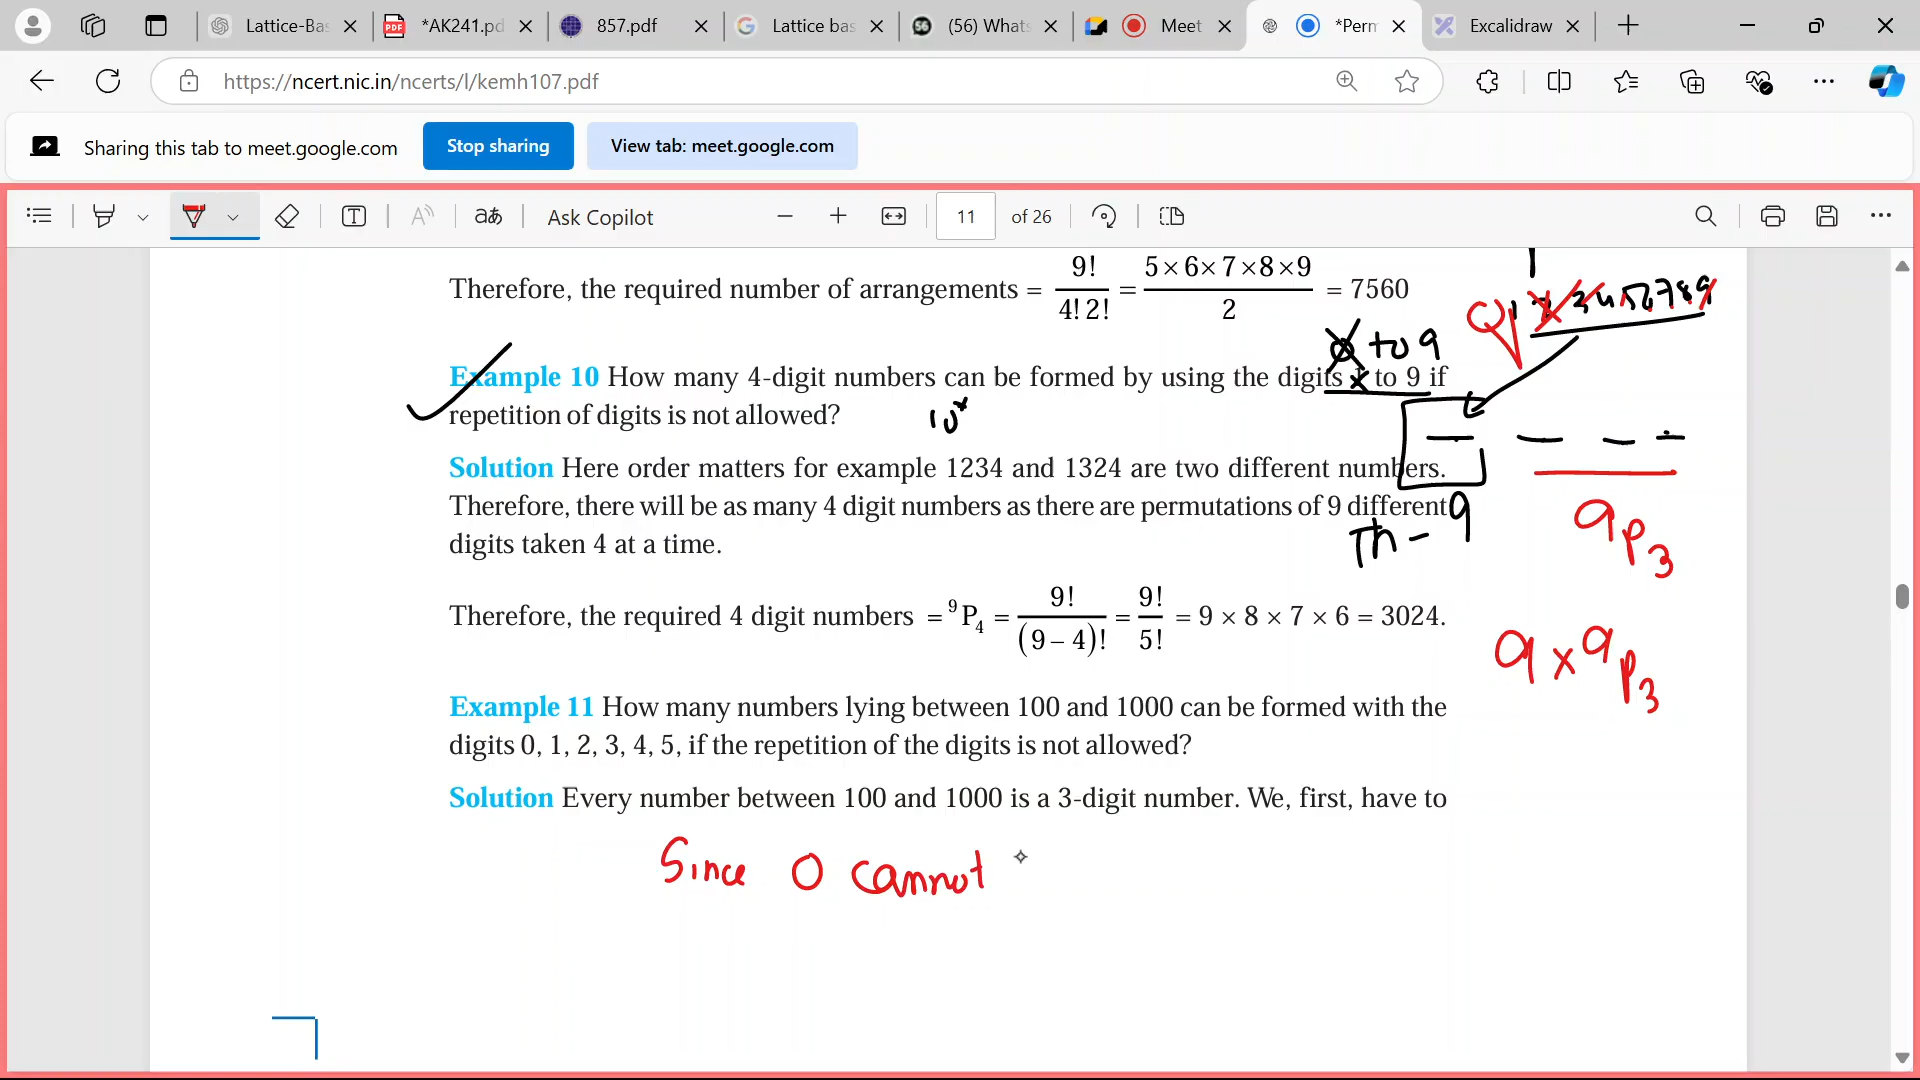 Lattice-Bas
*AK241.pd
857.pdf
Lattice bas
(56) Whats
Meet
*Perm
Excalidraw
https://ncert.nic.in/ncerts/l/kemh107.pdf
Sharing this tab to meet.google.com
Stop sharing
View tab: meet.google.com
aあ
Ask Copilot
11 of 26
Therefore, the required number of arrangements = 9!/4! 2! = 5×6×7×8×9/2 = 7560
0 to 9
Example 10 How many 4-digit numbers can be formed by using the digits 1 to 9 if
repetition of digits is not allowed?
Solution Here order matters for example 1234 and 1324 are two different numbers.
Therefore, there will be as many 4 digit numbers as there are permutations of 9 different
digits taken 4 at a time.
Th - 9
9P3
Therefore, the required 4 digit numbers = ⁹P₄ = 9!/(9 – 4)! = 9!/5! = 9 × 8 × 7 × 6 = 3024.
9 × 9P3
Example 11 How many numbers lying between 100 and 1000 can be formed with the
digits 0, 1, 2, 3, 4, 5, if the repetition of the digits is not allowed?
Solution Every number between 100 and 1000 is a 3-digit number. We, first, have to
Since 0 cannot